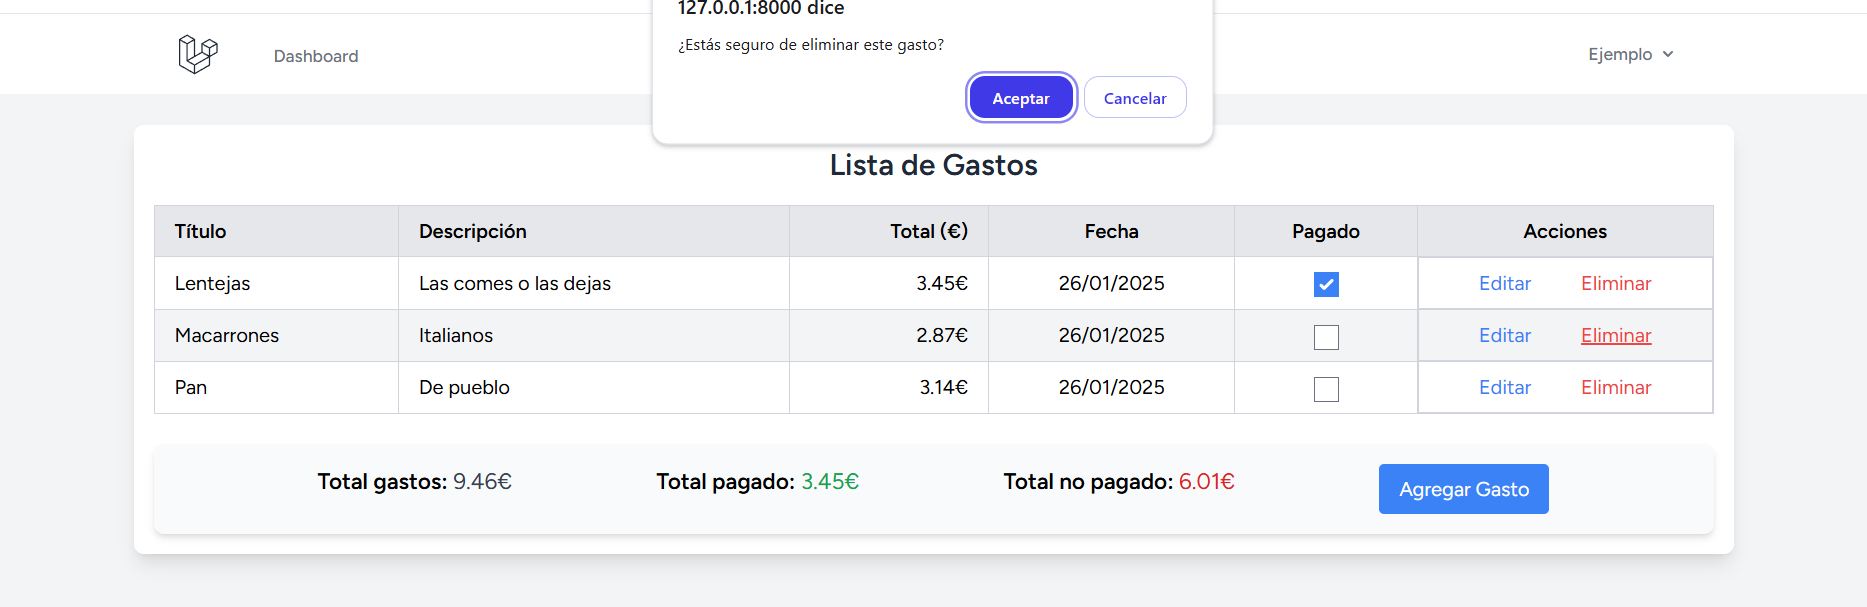 127.0.0.1:8000 dice
¿Estás seguro de eliminar este gasto?
Aceptar Cancelar
Dashboard Ejemplo
Lista de Gastos
Título Descripción Total (€) Fecha Pagado Acciones
Lentejas Las comes o las dejas 3.45€ 26/01/2025 Editar Eliminar
Macarrones Italianos 2.87€ 26/01/2025 Editar Eliminar
Pan De pueblo 3.14€ 26/01/2025 Editar Eliminar
Total gastos: 9.46€ Total pagado: 3.45€ Total no pagado: 6.01€ Agregar Gasto